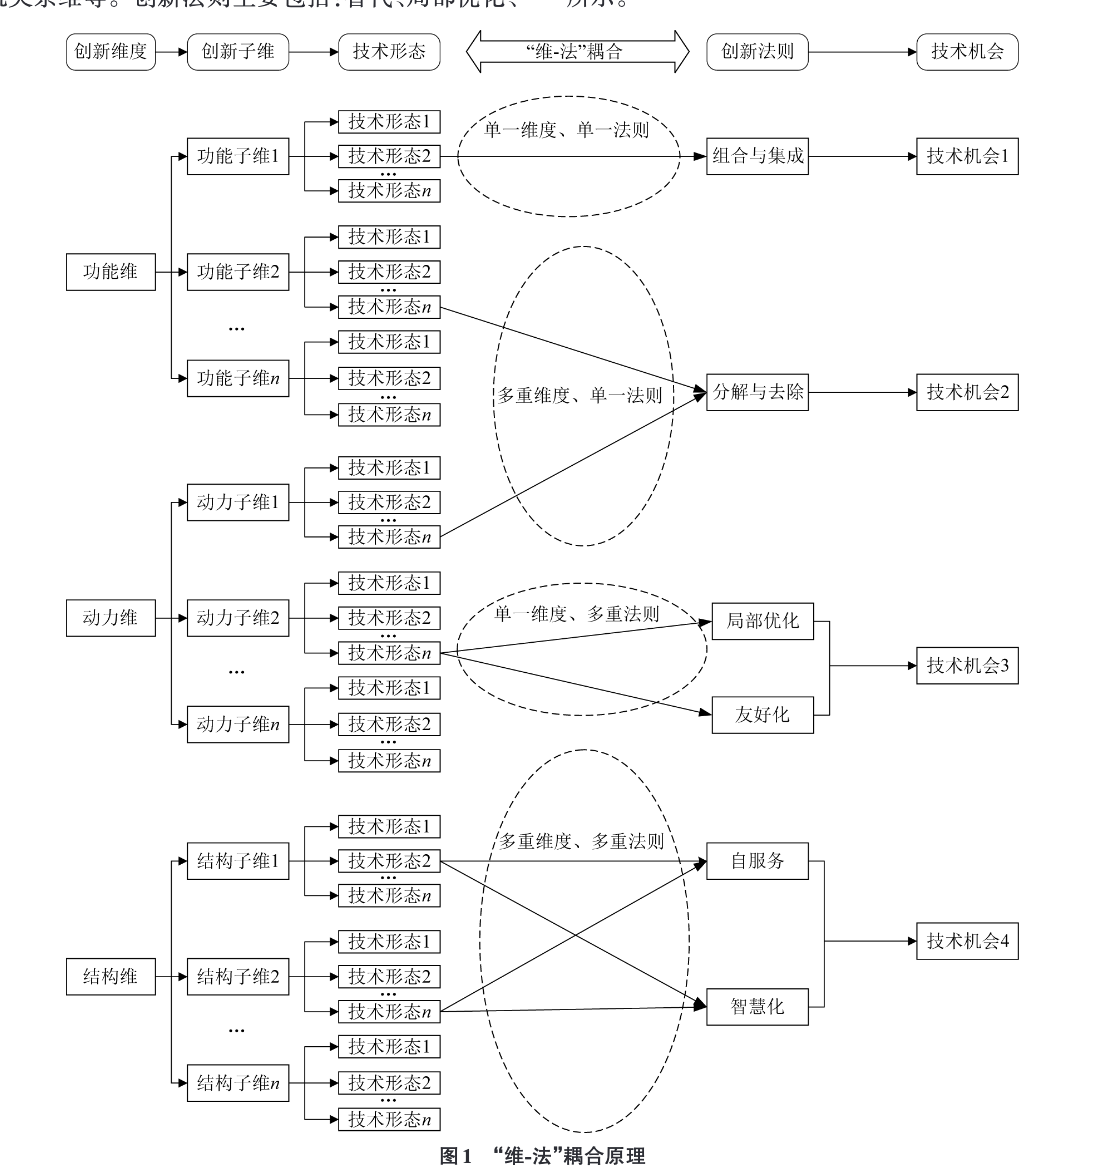 创新法则主要包括：替代、局部优化、
所示。
创新维度 创新子维 技术形态 “维-法”耦合 创新法则 技术机会
技术形态1
单一维度、单一法则
功能子维1 技术形态2 组合与集成 技术机会1
...
技术形态n
技术形态1
功能维 功能子维2 技术形态2
...
技术形态n
...
技术形态1
功能子维n 技术形态2 多重维度、单一法则 分解与去除 技术机会2
...
技术形态n
技术形态1
动力子维1 技术形态2
...
技术形态n
技术形态1
动力维 动力子维2 技术形态2 单一维度、多重法则 局部优化
...
技术形态n 技术机会3
...
技术形态1
动力子维n 技术形态2 友好化
...
技术形态n
技术形态1
多重维度、多重法则
结构子维1 技术形态2 自服务
...
技术形态n
技术形态1 技术机会4
结构维 结构子维2 技术形态2
...
技术形态n 智慧化
...
技术形态1
结构子维n 技术形态2
...
技术形态n
图1 “维-法”耦合原理